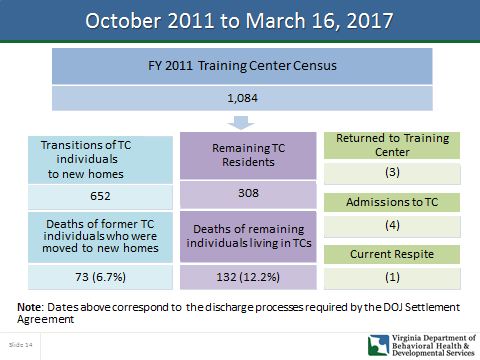 October 2011 to March 16, 2017
FY 2011 Training Center Census
1,084
Transitions of TC
individuals
to new homes
652
Deaths of former TC
individuals who were
moved to new homes
73 (6.7%)
Remaining TC
Residents
308
Deaths of remaining
individuals living in TCs
132 (12.2%)
Returned to Training
Center
(3)
Admissions to TC
(4)
Current Respite
(1)
Note: Dates above correspond to the discharge processes required by the DOJ Settlement
Agreement
Slide 14
Virginia Department of
Behavioral Health &
Developmental Services